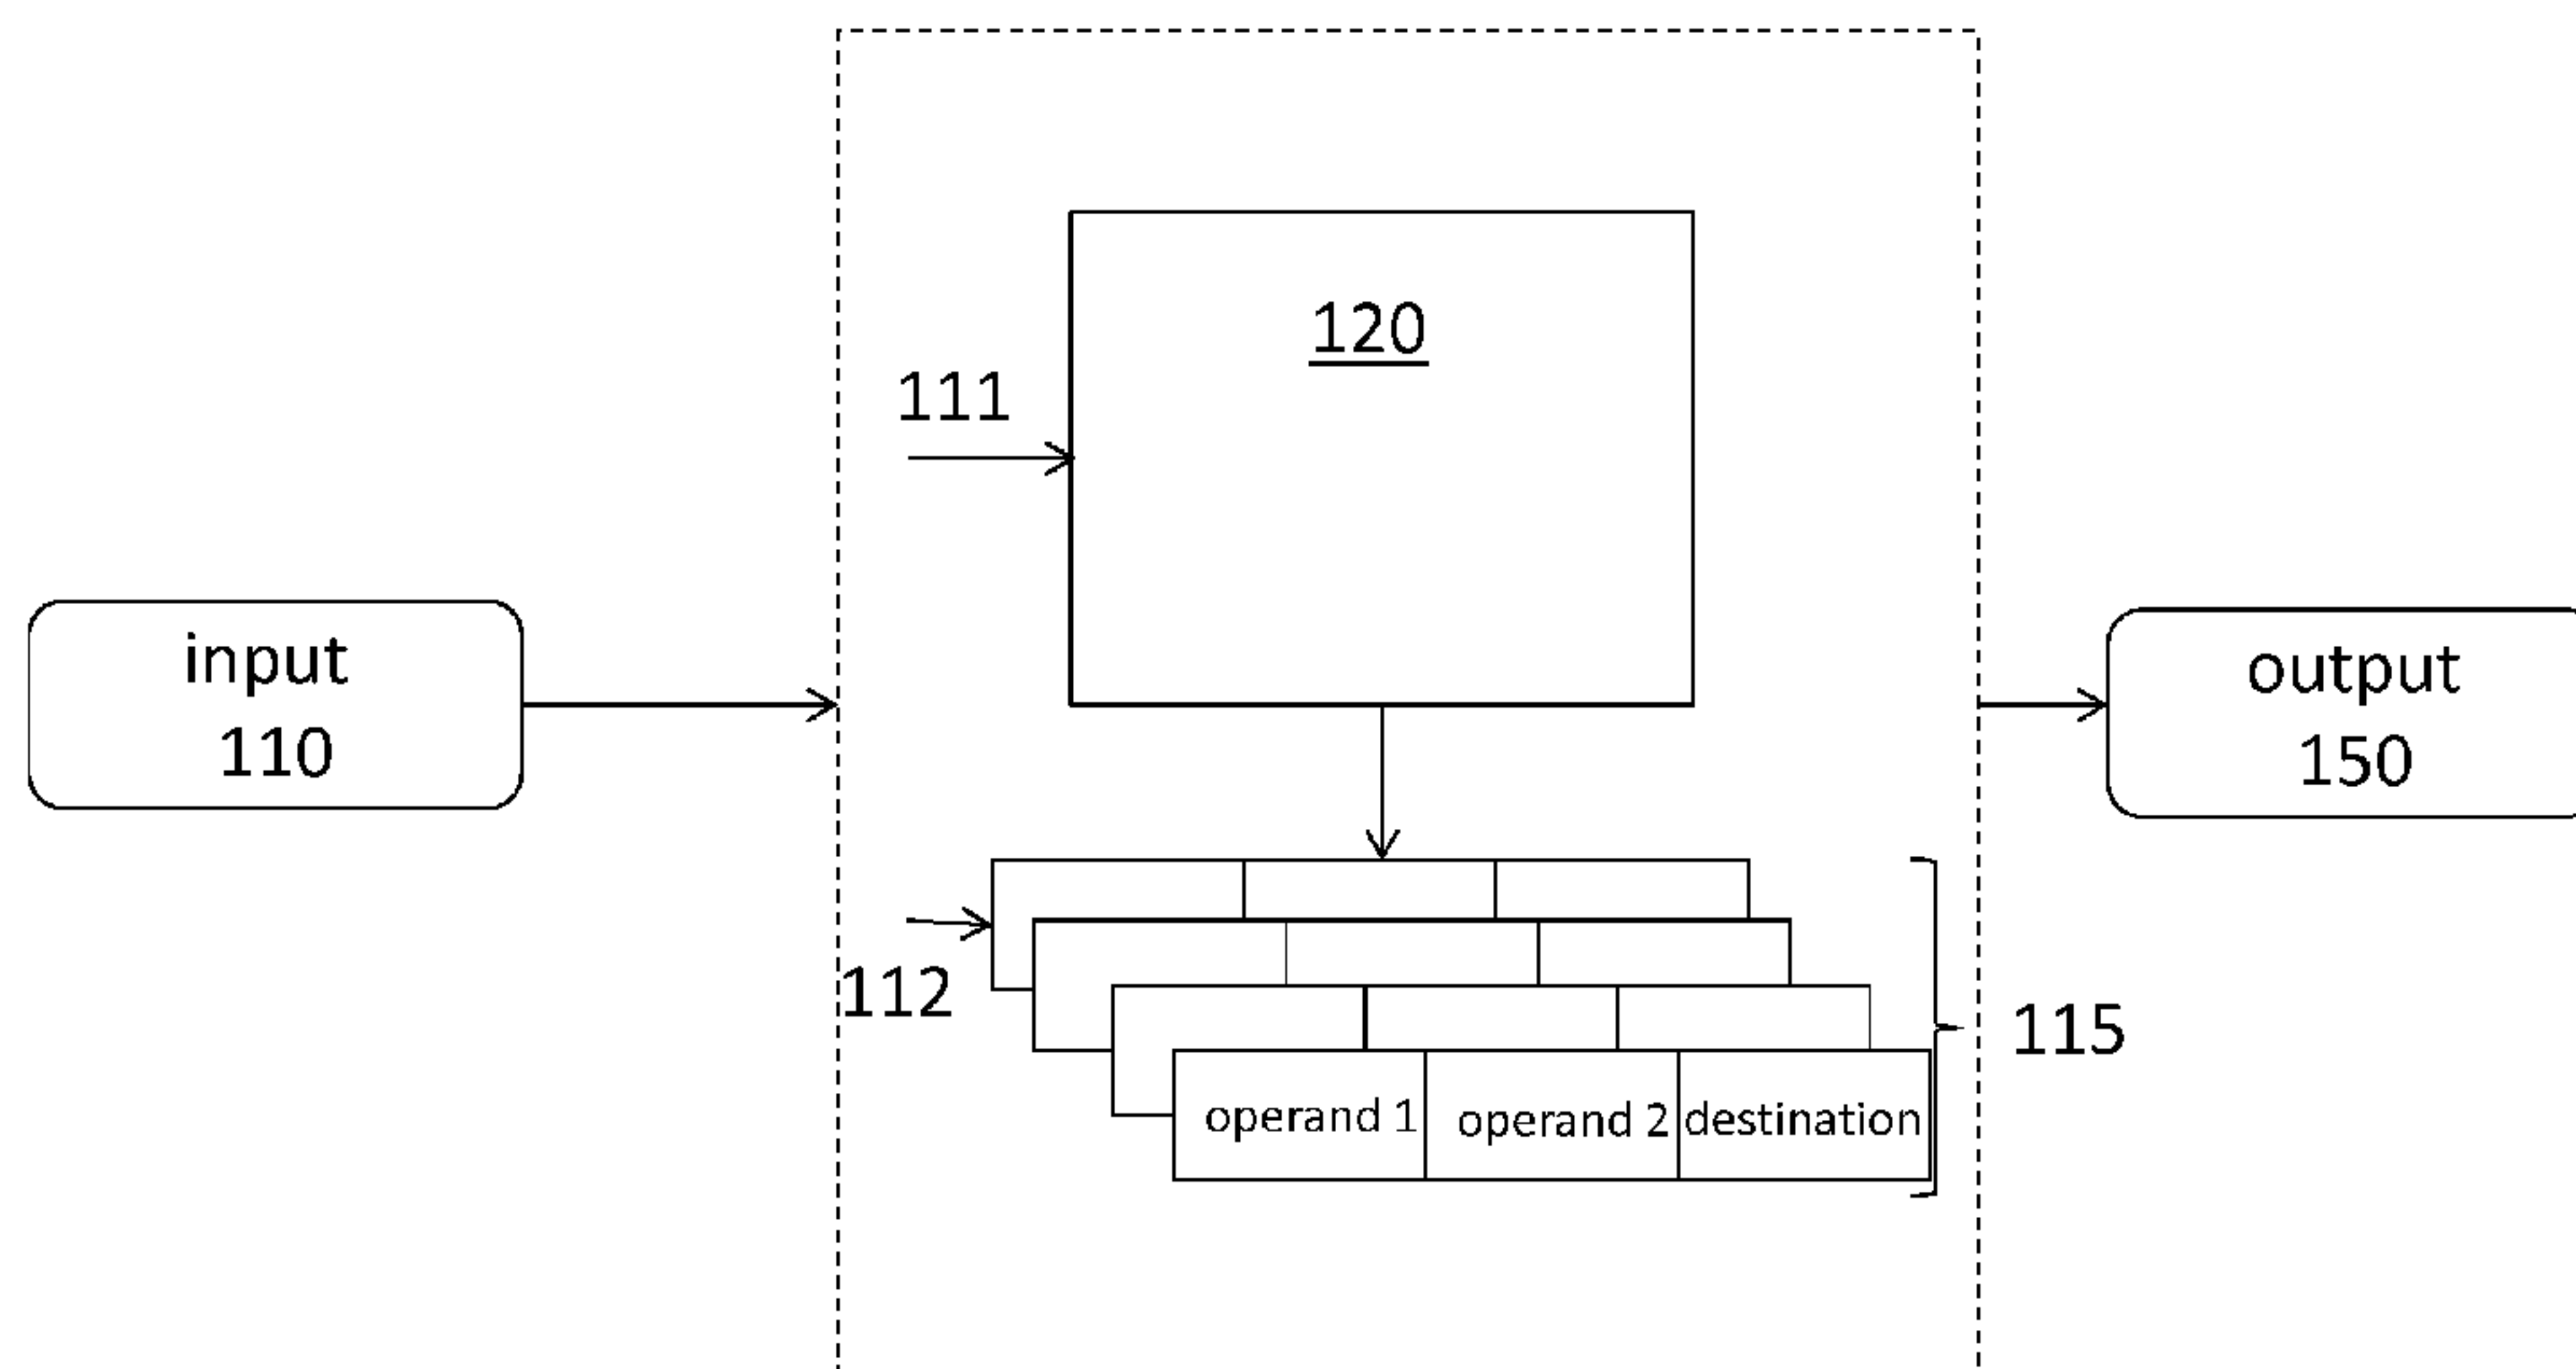 120
111
input
110
output
150
112
115
operand 1
operand 2
destination